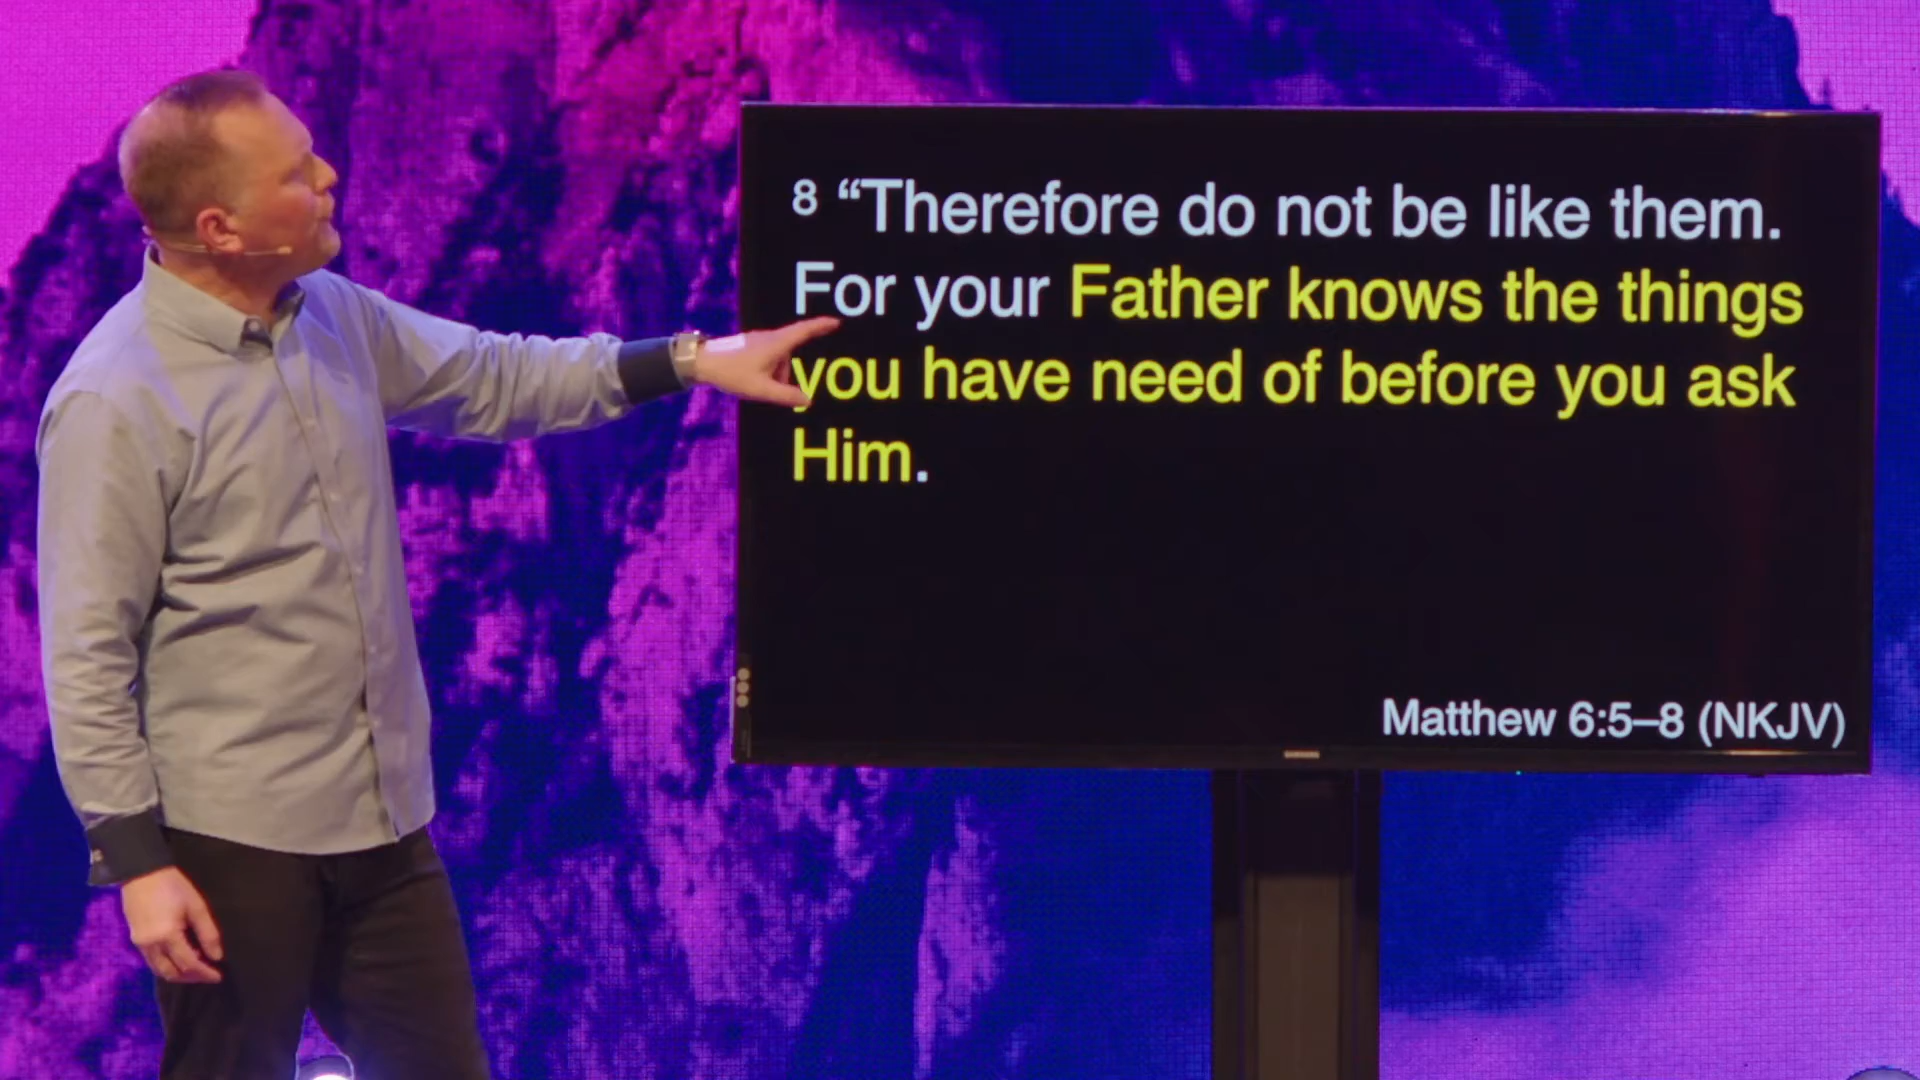 8 “Therefore do not be like them.
For your Father knows the things
you have need of before you ask
Him.
Matthew 6:5–8 (NKJV)